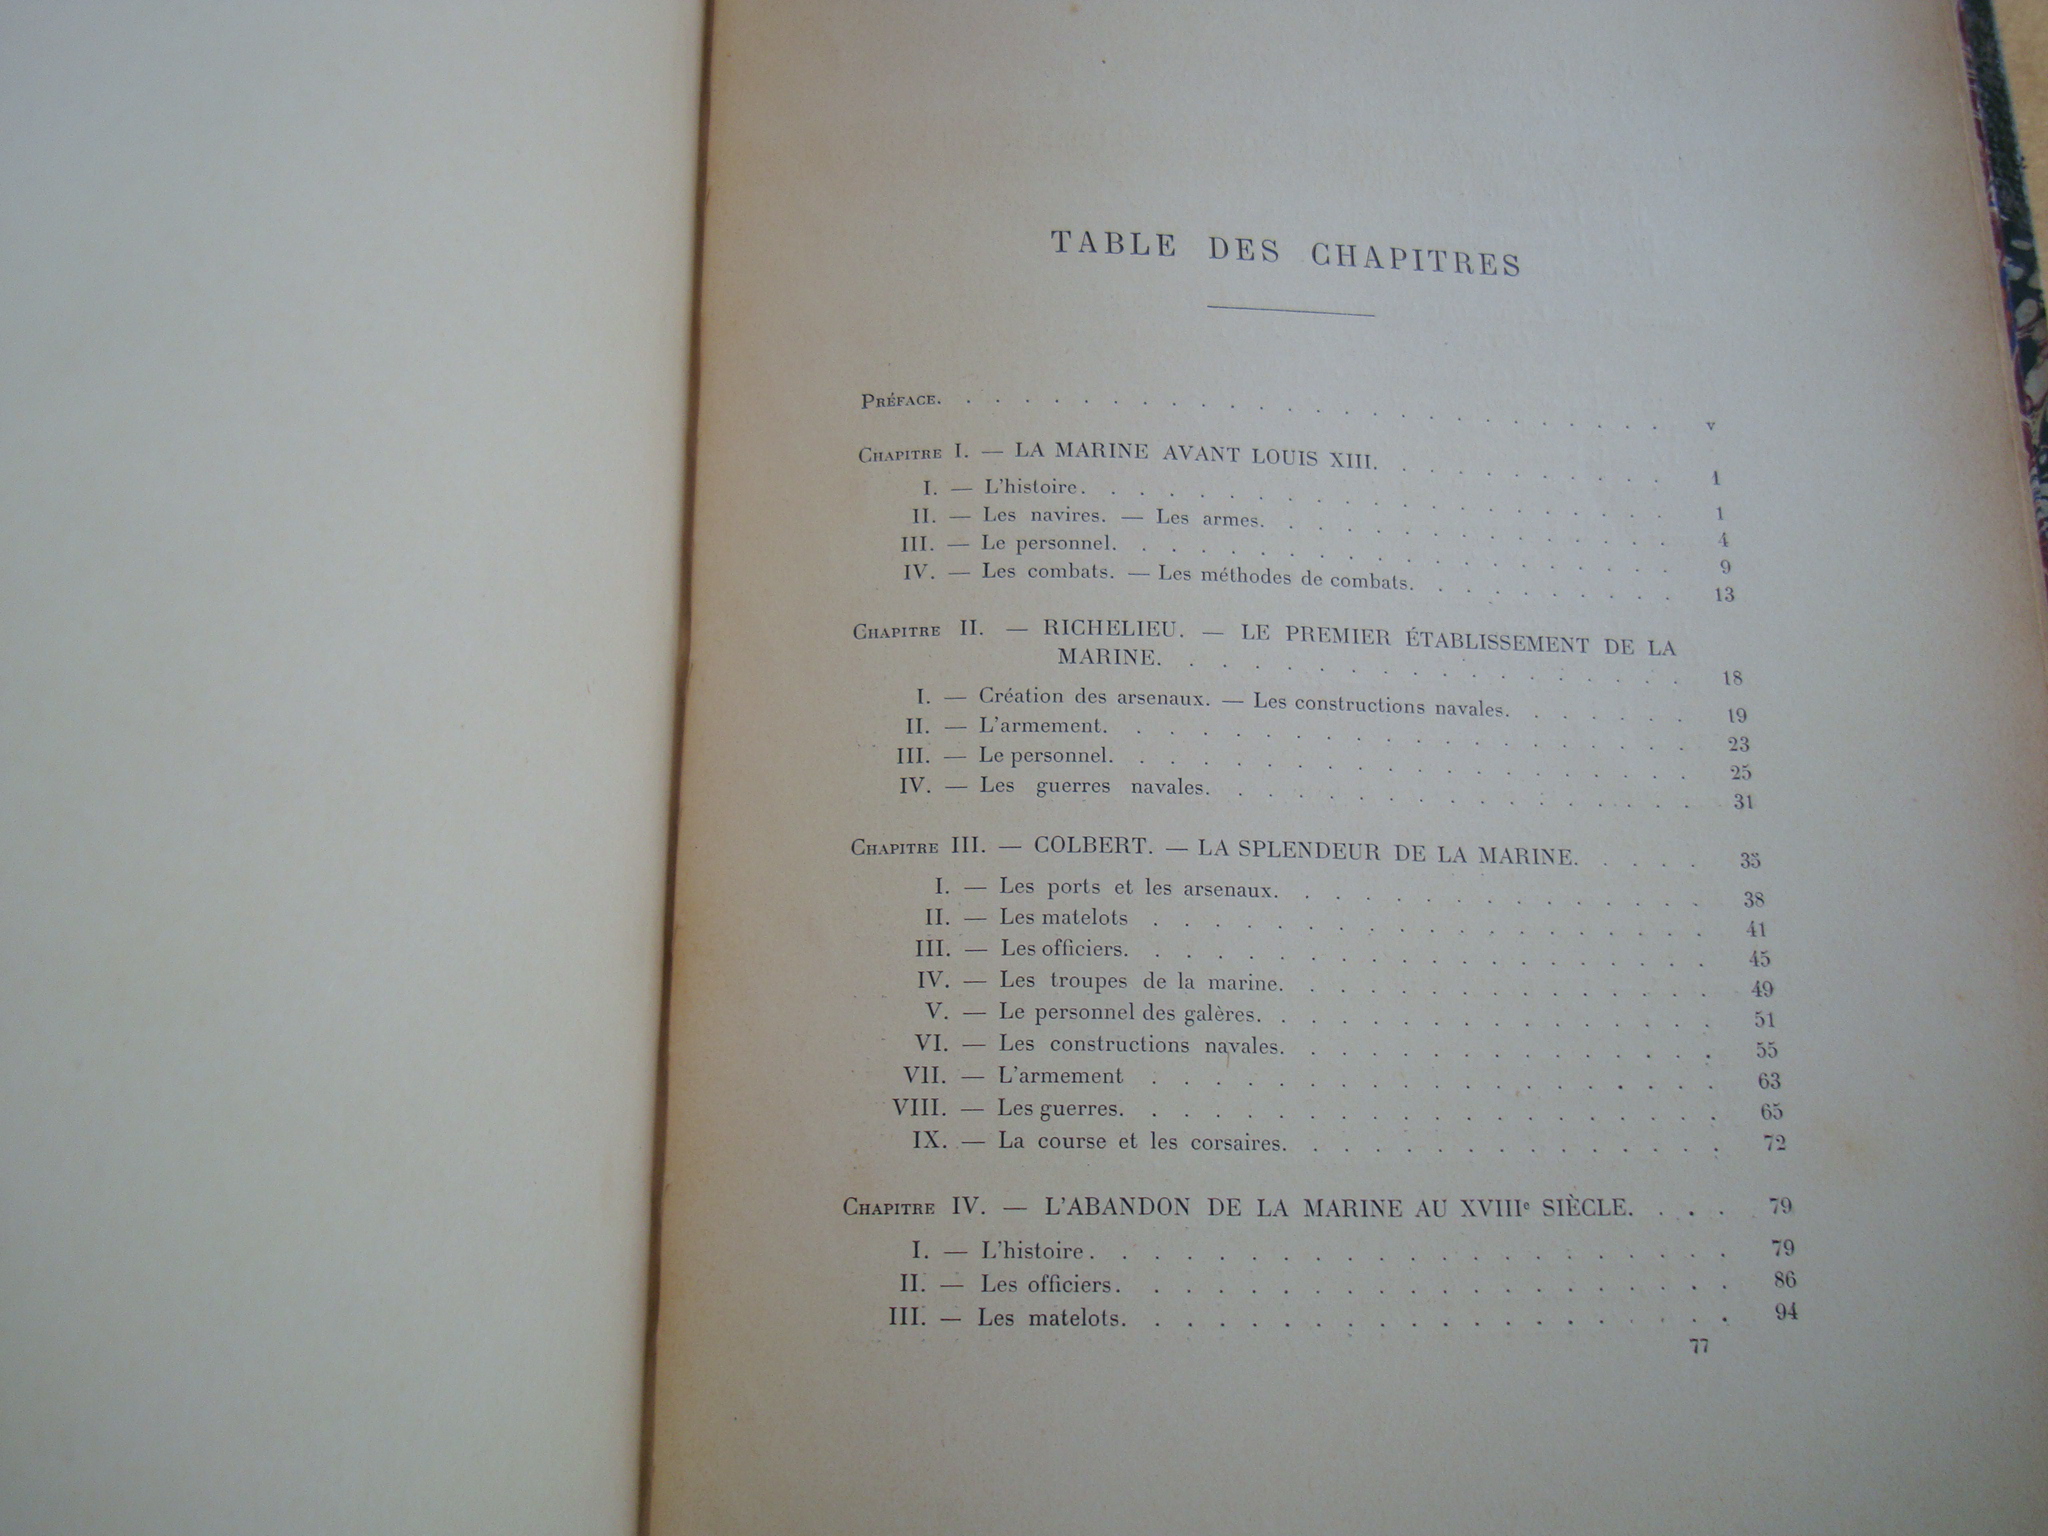 TABLE DES CHAPITRES
Préface. . . . . . . . . . . . . . . . . . . . . . . . . . v
Chapitre I. — LA MARINE AVANT LOUIS XIII. . . . . . . . . . 1
I. — L'histoire. . . . . . . . . . . . . . . . . . . . . 1
II. — Les navires. — Les armes. . . . . . . . . . . . . . . 4
III. — Le personnel. . . . . . . . . . . . . . . . . . . . 9
IV. — Les combats. — Les méthodes de combats. . . . . . . . . . 13
Chapitre II. — RICHELIEU. — LE PREMIER ÉTABLISSEMENT DE LA
MARINE. . . . . . . . . . . . . . . . . . 18
I. — Création des arsenaux. — Les constructions navales. . . . . . . 19
II. — L'armement. . . . . . . . . . . . . . . . . . . . 23
III. — Le personnel. . . . . . . . . . . . . . . . . . . . 25
IV. — Les guerres navales. . . . . . . . . . . . . . . . . 31
Chapitre III. — COLBERT. — LA SPLENDEUR DE LA MARINE. . . . . 35
I. — Les ports et les arsenaux. . . . . . . . . . . . . . . 38
II. — Les matelots . . . . . . . . . . . . . . . . . . . 41
III. — Les officiers. . . . . . . . . . . . . . . . . . . . 45
IV. — Les troupes de la marine. . . . . . . . . . . . . . . 49
V. — Le personnel des galères. . . . . . . . . . . . . . . . 51
VI. — Les constructions navales. . . . . . . . . . . . . . . 55
VII. — L'armement . . . . . . . . . . . . . . . . . . . 63
VIII. — Les guerres. . . . . . . . . . . . . . . . . . . . 65
IX. — La course et les corsaires. . . . . . . . . . . . . . . 72
Chapitre IV. — L'ABANDON DE LA MARINE AU XVIIIe SIÈCLE. . . . 79
I. — L'histoire . . . . . . . . . . . . . . . . . . . . . 79
II. — Les officiers. . . . . . . . . . . . . . . . . . . . 86
III. — Les matelots. . . . . . . . . . . . . . . . . . . . 94
77